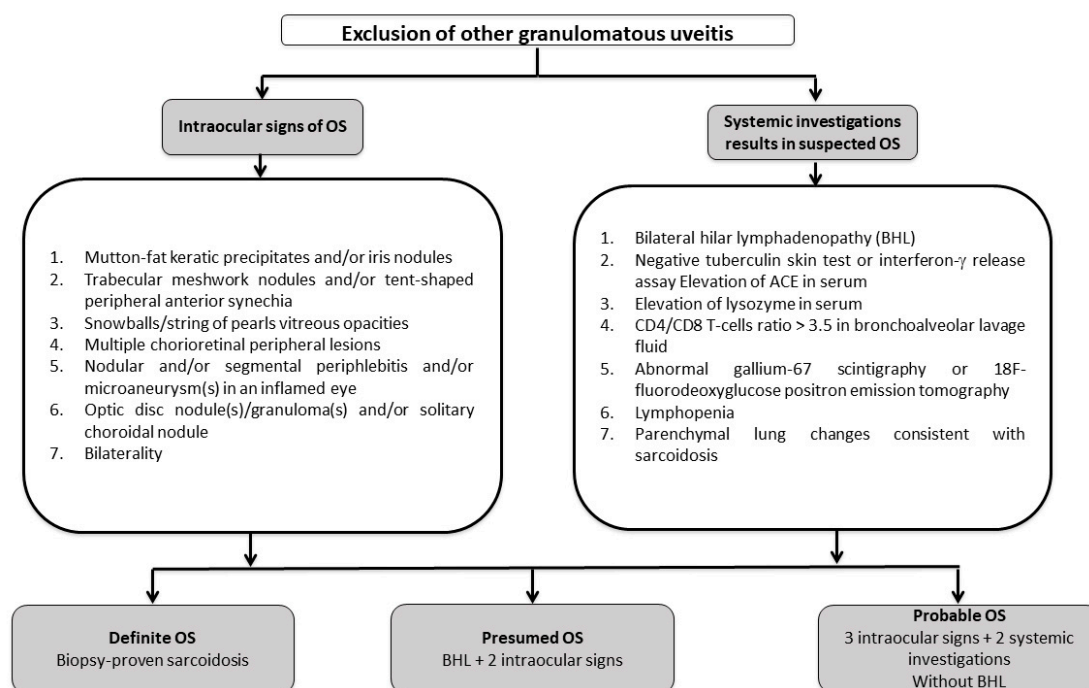 Exclusion of other granulomatous uveitis
Intraocular signs of OS
Systemic investigations
results in suspected OS
1. Mutton-fat keratic precipitates and/or iris nodules
2. Trabecular meshwork nodules and/or tent-shaped
peripheral anterior synechia
3. Snowballs/string of pearls vitreous opacities
4. Multiple chorioretinal peripheral lesions
5. Nodular and/or segmental periphlebitis and/or
microaneurysm(s) in an inflamed eye
6. Optic disc nodule(s)/granuloma(s) and/or solitary
choroidal nodule
7. Bilaterality
1. Bilateral hilar lymphadenopathy (BHL)
2. Negative tuberculin skin test or interferon-γ release
assay Elevation of ACE in serum
3. Elevation of lysozyme in serum
4. CD4/CD8 T-cells ratio > 3.5 in bronchoalveolar lavage
fluid
5. Abnormal gallium-67 scintigraphy or 18F-
fluorodeoxyglucose positron emission tomography
6. Lymphopenia
7. Parenchymal lung changes consistent with
sarcoidosis
Definite OS
Biopsy-proven sarcoidosis
Presumed OS
BHL + 2 intraocular signs
Probable OS
3 intraocular signs + 2 systemic
investigations
Without BHL